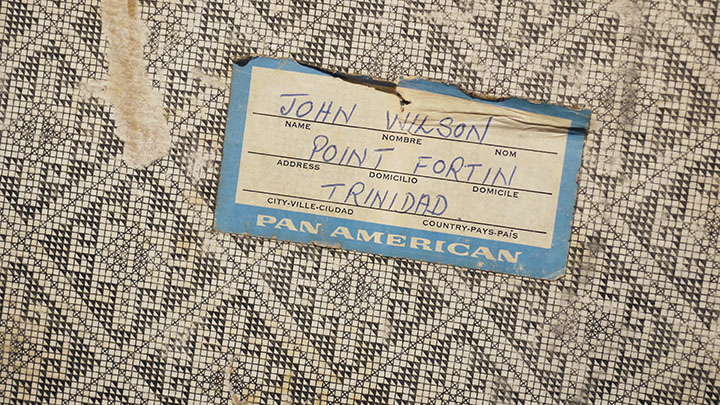 JOHN WILSON
NAME NOMBRE NOM
POINT FORTIN
ADDRESS DOMICILIO DOMICILE
TRINIDAD
CITY-VILLE-CIUDAD COUNTRY-PAYS-PAÍS
PAN AMERICAN